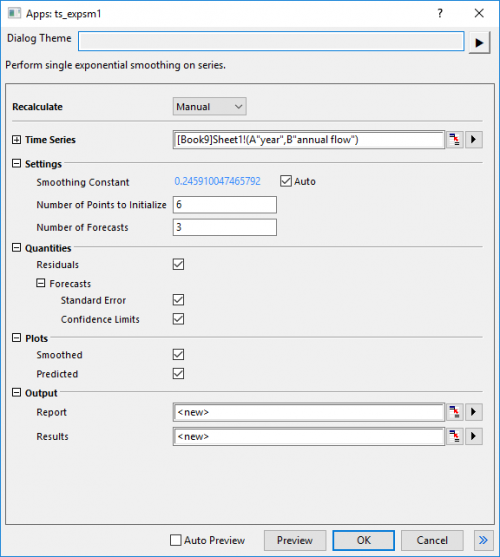 Apps: ts_expsm1
Dialog Theme
Perform single exponential smoothing on series.
Recalculate Manual
Time Series [Book9]Sheet1!(A"year",B"annual flow")
Settings
Smoothing Constant 0.245910047465792 Auto
Number of Points to Initialize 6
Number of Forecasts 3
Quantities
Residuals
Forecasts
Standard Error
Confidence Limits
Plots
Smoothed
Predicted
Output
Report <new>
Results <new>
Auto Preview Preview OK Cancel